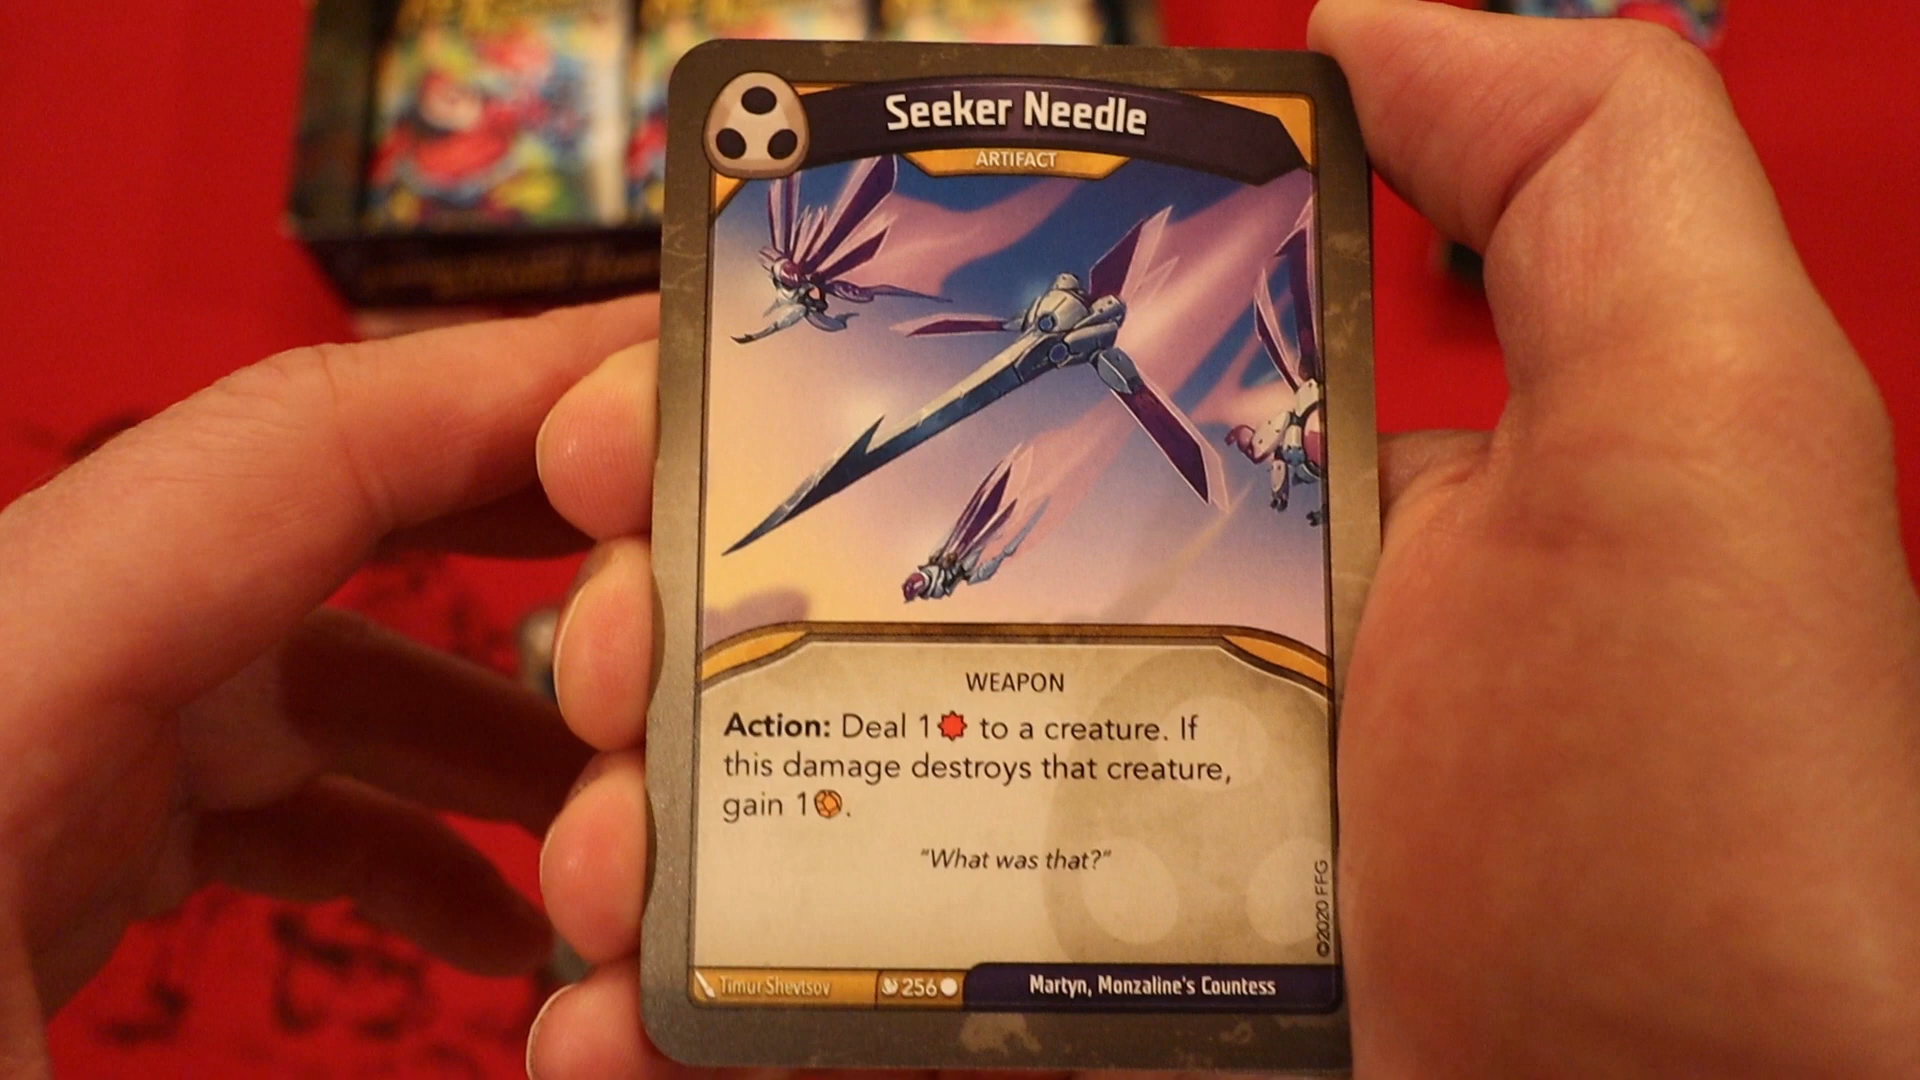 Seeker Needle
ARTIFACT
WEAPON
Action: Deal 1 to a creature. If
this damage destroys that creature,
gain 1.
"What was that?"
©2020 FFG
Timur Shevtsov
256
Martyn, Monzaline's Countess